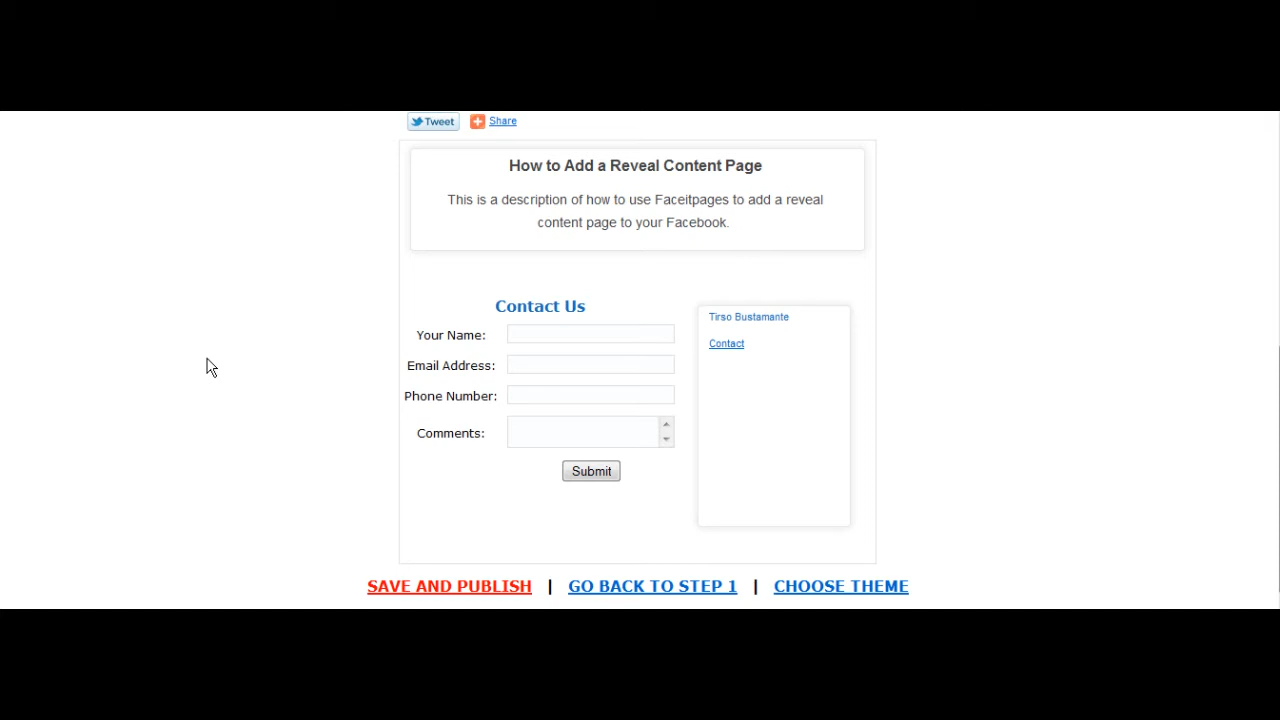 Tweet Share
How to Add a Reveal Content Page
This is a description of how to use Faceitpages to add a reveal
content page to your Facebook.
Contact Us
Your Name:
Email Address:
Phone Number:
Comments:
Submit
Tirso Bustamante
Contact
SAVE AND PUBLISH | GO BACK TO STEP 1 | CHOOSE THEME